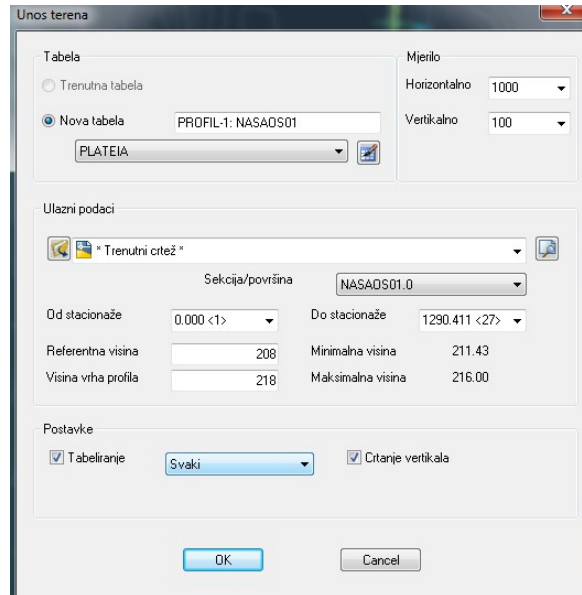 Unos terena
Tabela
Trenutna tabela
Nova tabela PROFIL-1: NASAOS01
PLATEIA
Mjerilo
Horizontalno 1000
Vertikalno 100
Ulazni podaci
* Trenutni crtež *
Sekcija/površina NASAOS01.0
Od stacionaže 0.000 <1> Do stacionaže 1290.411 <27>
Referentna visina 208 Minimalna visina 211.43
Visina vrha profila 218 Maksimalna visina 216.00
Postavke
Tabeliranje Svaki Crtanje vertikala
OK Cancel